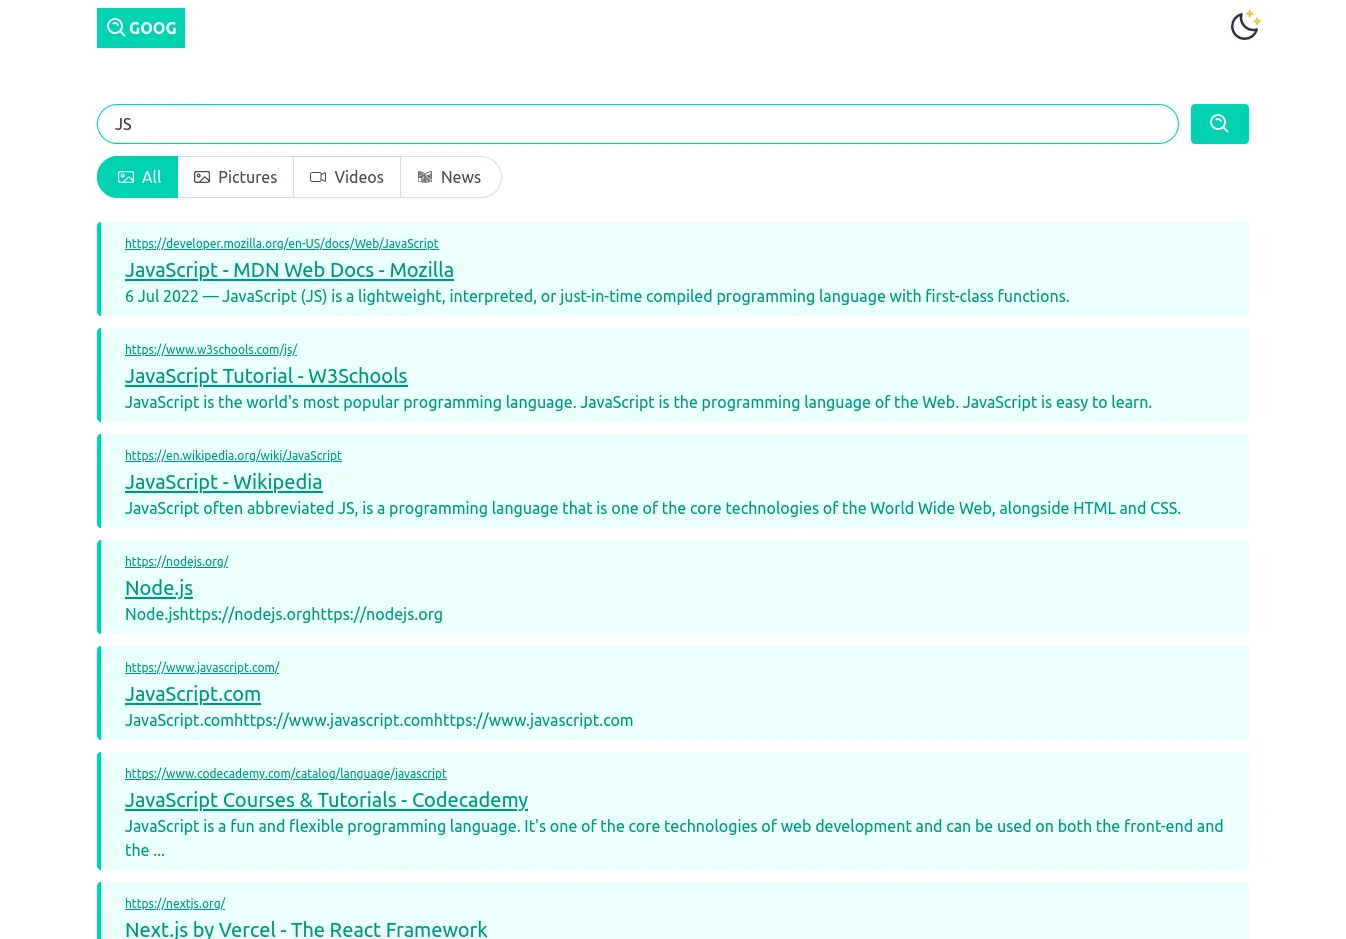 GOOG
JS
All
Pictures
Videos
News
https://developer.mozilla.org/en-US/docs/Web/JavaScript
JavaScript - MDN Web Docs - Mozilla
6 Jul 2022 — JavaScript (JS) is a lightweight, interpreted, or just-in-time compiled programming language with first-class functions.
https://www.w3schools.com/js/
JavaScript Tutorial - W3Schools
JavaScript is the world's most popular programming language. JavaScript is the programming language of the Web. JavaScript is easy to learn.
https://en.wikipedia.org/wiki/JavaScript
JavaScript - Wikipedia
JavaScript often abbreviated JS, is a programming language that is one of the core technologies of the World Wide Web, alongside HTML and CSS.
https://nodejs.org/
Node.js
Node.jshttps://nodejs.orghttps://nodejs.org
https://www.javascript.com/
JavaScript.com
JavaScript.comhttps://www.javascript.comhttps://www.javascript.com
https://www.codecademy.com/catalog/language/javascript
JavaScript Courses & Tutorials - Codecademy
JavaScript is a fun and flexible programming language. It's one of the core technologies of web development and can be used on both the front-end and
the ...
https://nextjs.org/
Next.js by Vercel - The React Framework